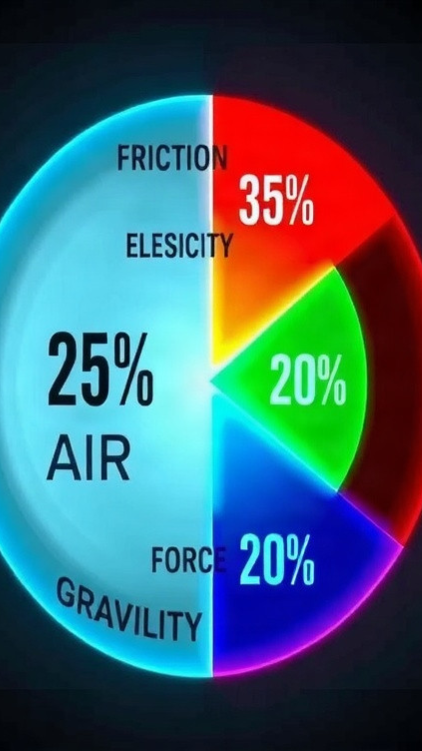 FRICTION
35%
ELESICITY
25%
20%
AIR
FORCE 20%
GRAVILITY